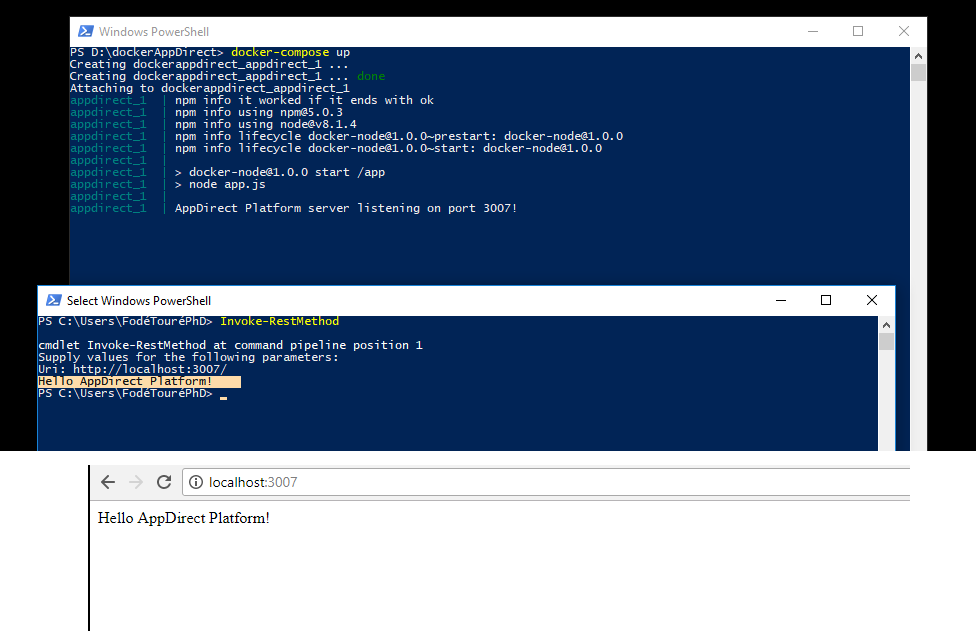 Windows PowerShell
PS D:\dockerAppDirect> docker-compose up
Creating dockerappdirect_appdirect_1 ...
Creating dockerappdirect_appdirect_1 ... done
Attaching to dockerappdirect_appdirect_1
appdirect_1  | npm info it worked if it ends with ok
appdirect_1  | npm info using npm@5.0.3
appdirect_1  | npm info using node@v8.1.4
appdirect_1  | npm info lifecycle docker-node@1.0.0~prestart: docker-node@1.0.0
appdirect_1  | npm info lifecycle docker-node@1.0.0~start: docker-node@1.0.0
appdirect_1  |
appdirect_1  | > docker-node@1.0.0 start /app
appdirect_1  | > node app.js
appdirect_1  |
appdirect_1  | AppDirect Platform server listening on port 3007!
Select Windows PowerShell
PS C:\Users\FodéTouréPhD> Invoke-RestMethod
cmdlet Invoke-RestMethod at command pipeline position 1
Supply values for the following parameters:
Uri: http://localhost:3007/
Hello AppDirect Platform!
PS C:\Users\FodéTouréPhD>
localhost:3007
Hello AppDirect Platform!